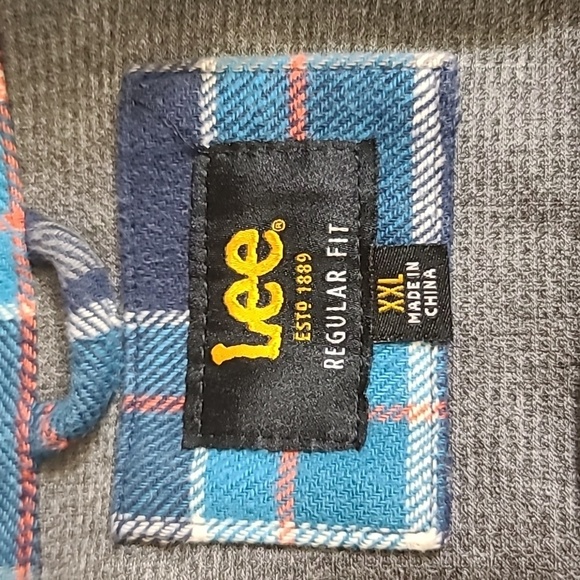 Lee®
ESTD 1889
REGULAR FIT
XXL
MADE IN
CHINA